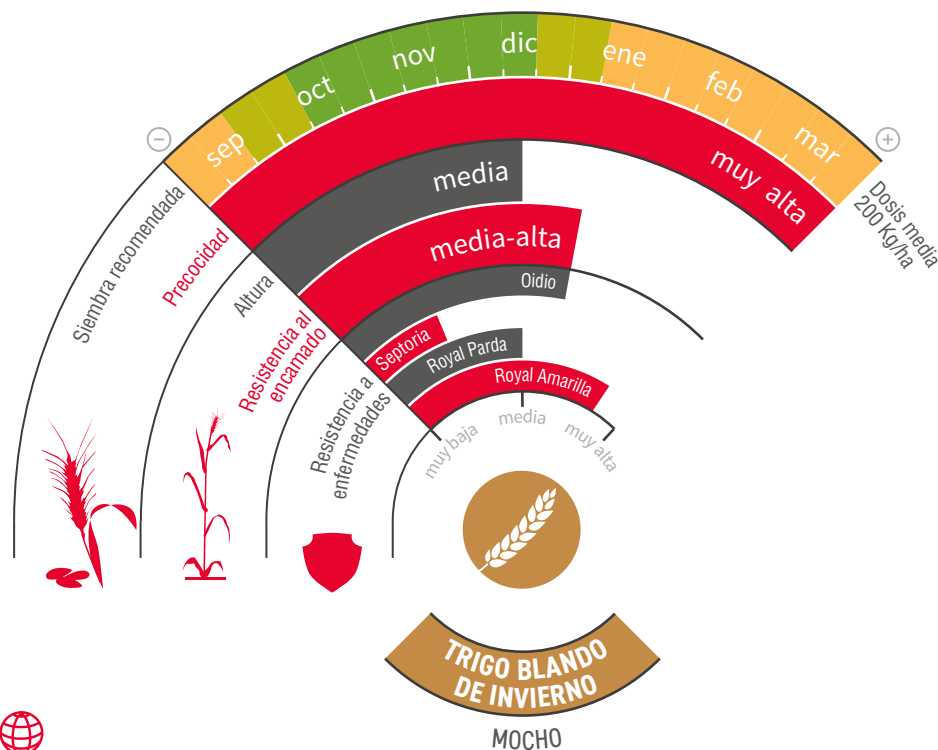 sep
oct
nov
dic
ene
feb
mar
Dosis media
200 Kg/ha
Siembra recomendada
Precocidad
muy alta
Altura
media
Resistencia al
encamado
media-alta
Resistencia a
enfermedades
Oidio
Septoria
Royal Parda
Royal Amarilla
muy baja
media
muy alta
TRIGO BLANDO
DE INVIERNO
MOCHO